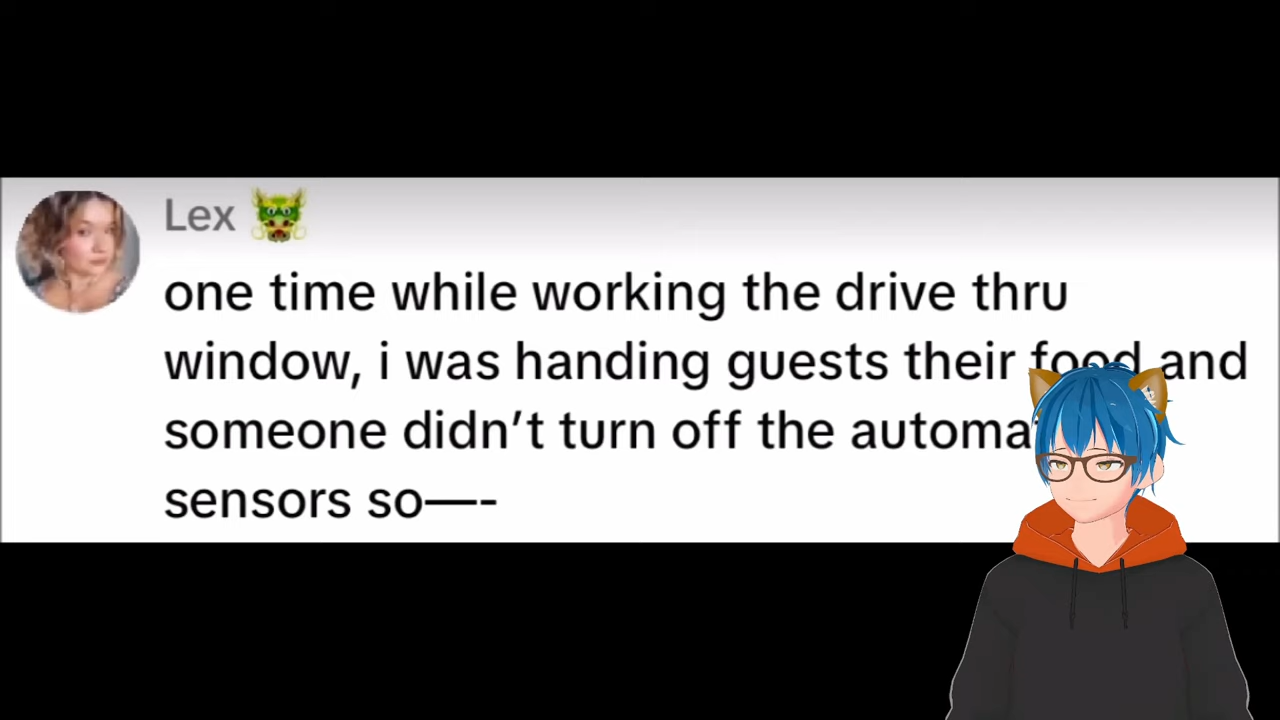 Lex 🐲
one time while working the drive thru
window, i was handing guests their food and
someone didn’t turn off the
sensors so—-